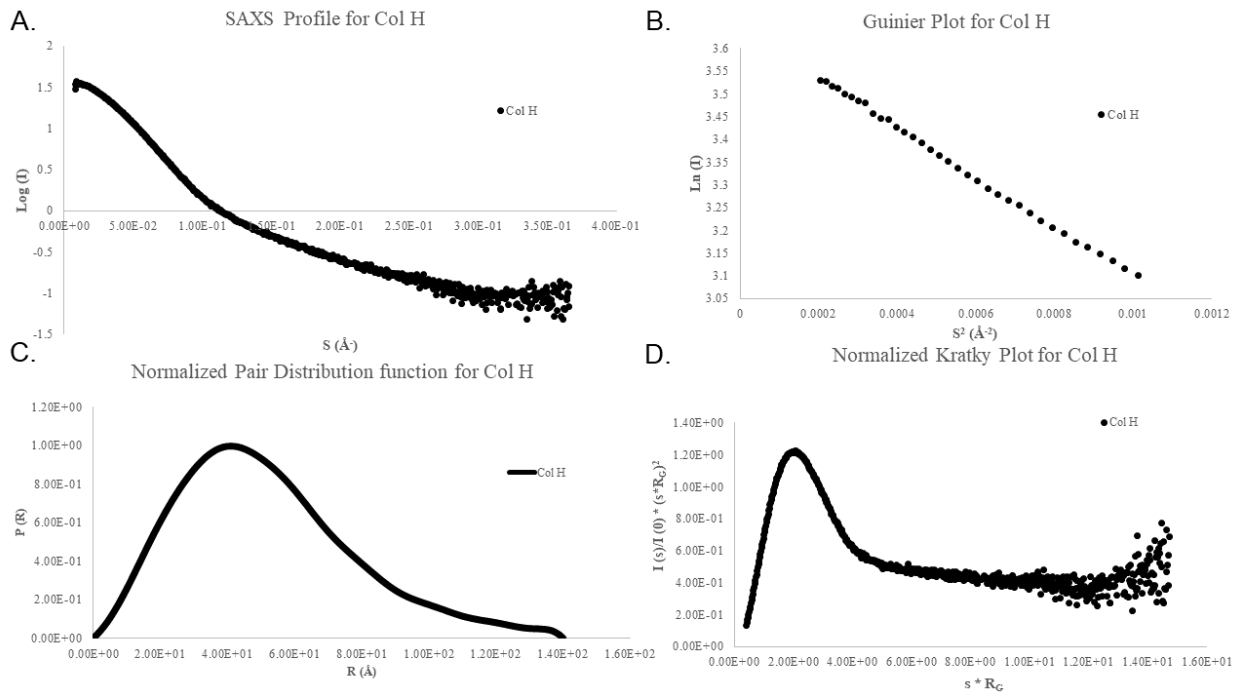 A.
SAXS Profile for Col H
2
1.5
1
0.5
0
-0.5
-1
-1.5
Log (I)
0.00E+00 5.00E-02 1.00E-01 1.50E-01 2.00E-01 2.50E-01 3.00E-01 3.50E-01 4.00E-01
S (Å-)
Col H
B.
Guinier Plot for Col H
3.6
3.55
3.5
3.45
3.4
3.35
3.3
3.25
3.2
3.15
3.1
3.05
Ln (I)
0 0.0002 0.0004 0.0006 0.0008 0.001 0.0012
S² (Å-²)
Col H
C.
Normalized Pair Distribution function for Col H
1.20E+00
1.00E+00
8.00E-01
6.00E-01
4.00E-01
2.00E-01
0.00E+00
P (R)
0.00E+00 2.00E+01 4.00E+01 6.00E+01 8.00E+01 1.00E+02 1.20E+02 1.40E+02 1.60E+02
R (Å)
Col H
D.
Normalized Kratky Plot for Col H
1.40E+00
1.20E+00
1.00E+00
8.00E-01
6.00E-01
4.00E-01
2.00E-01
0.00E+00
I (s)/I (0) * (s*RG)²
0.00E+00 2.00E+00 4.00E+00 6.00E+00 8.00E+00 1.00E+01 1.20E+01 1.40E+01 1.60E+01
s * RG
Col H